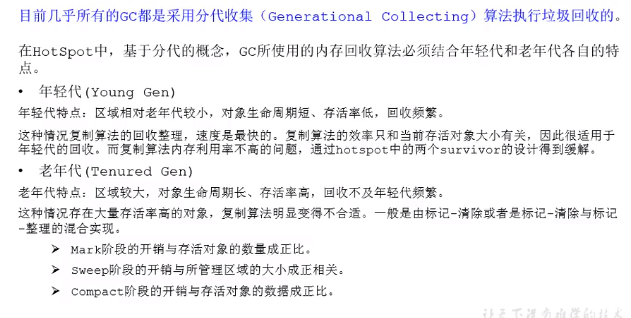 目前几乎所有的GC都是采用分代收集（Generational Collecting）算法执行垃圾回收的。
在HotSpot中，基于分代的概念，GC所使用的内存回收算法必须结合年轻代和老年代各自的特
点。
• 年轻代(Young Gen)
年轻代特点：区域相对老年代较小，对象生命周期短、存活率低，回收频繁。
这种情况复制算法的回收整理，速度是最快的。复制算法的效率只和当前存活对象大小有关，因此很适用于
年轻代的回收。而复制算法内存利用率不高的问题，通过hotspot中的两个survivor的设计得到缓解。
• 老年代(Tenured Gen)
老年代特点：区域较大，对象生命周期长、存活率高，回收不及年轻代频繁。
这种情况存在大量存活率高的对象，复制算法明显变得不合适。一般是由标记-清除或者是标记-清除与标记
-整理的混合实现。
➢ Mark阶段的开销与存活对象的数量成正比。
➢ Sweep阶段的开销与所管理区域的大小成正相关。
➢ Compact阶段的开销与存活对象的数据成正比。
让天下没有难学的技术